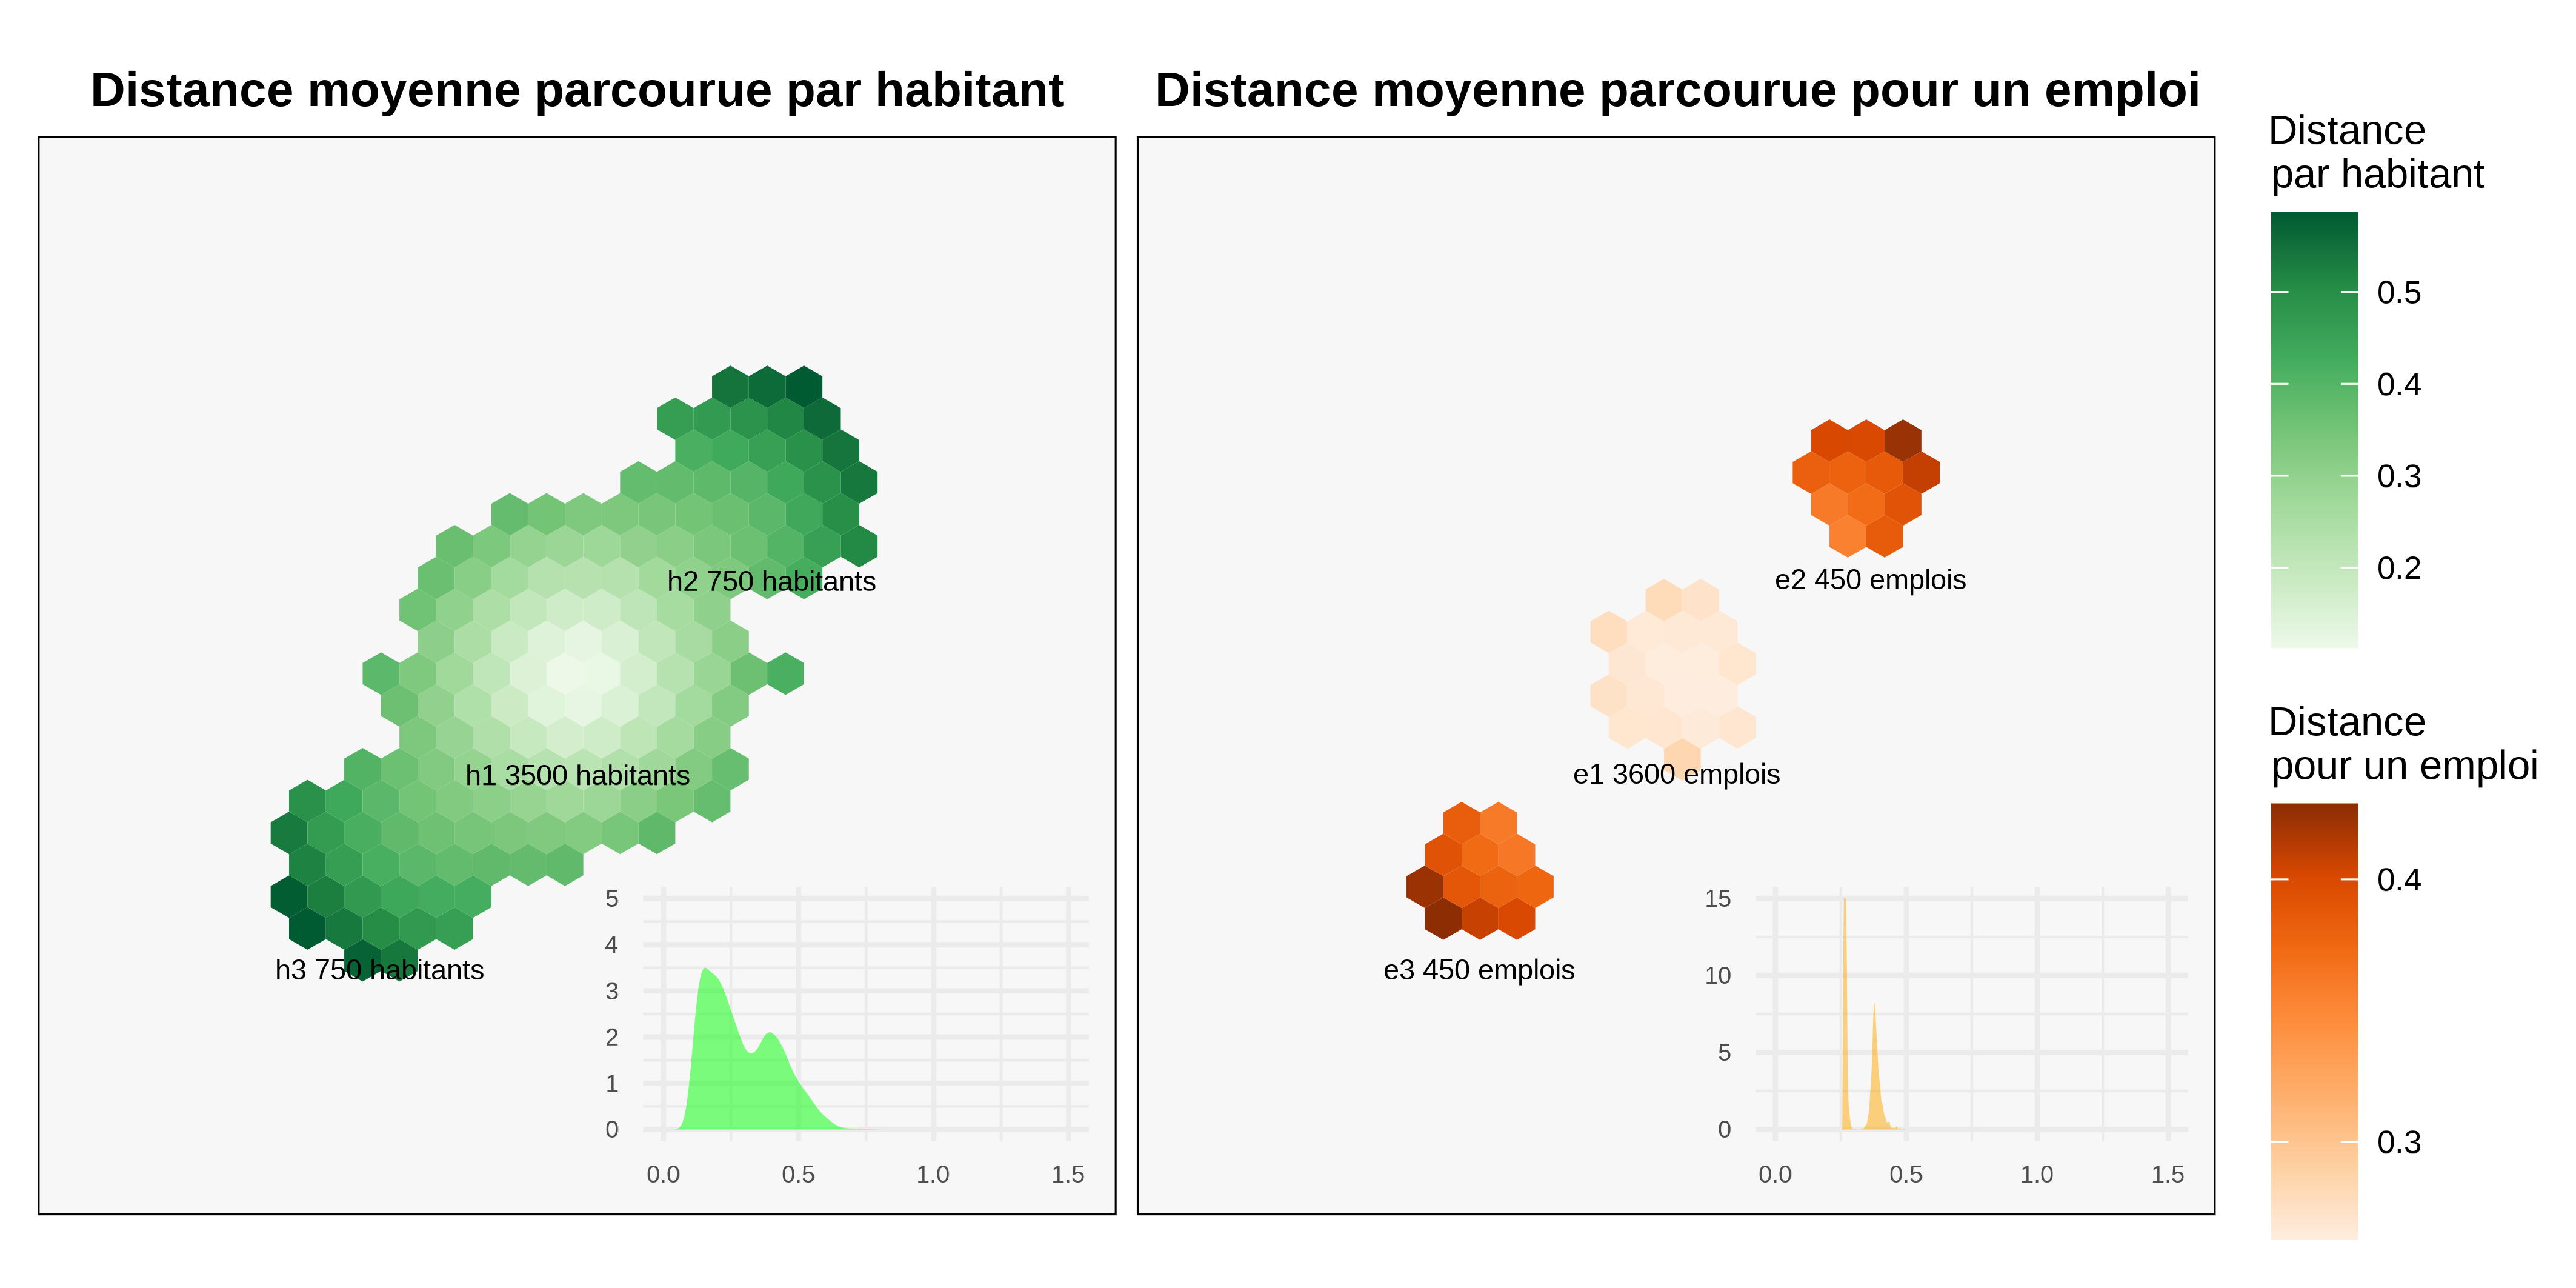 Distance moyenne parcourue par habitant
Distance moyenne parcourue pour un emploi
h2 750 habitants
h1 3500 habitants
h3 750 habitants
5
4
3
2
1
0
0.0 0.5 1.0 1.5
e2 450 emplois
e1 3600 emplois
e3 450 emplois
15
10
5
0
0.0 0.5 1.0 1.5
Distance
par habitant
0.5
0.4
0.3
0.2
Distance
pour un emploi
0.4
0.3